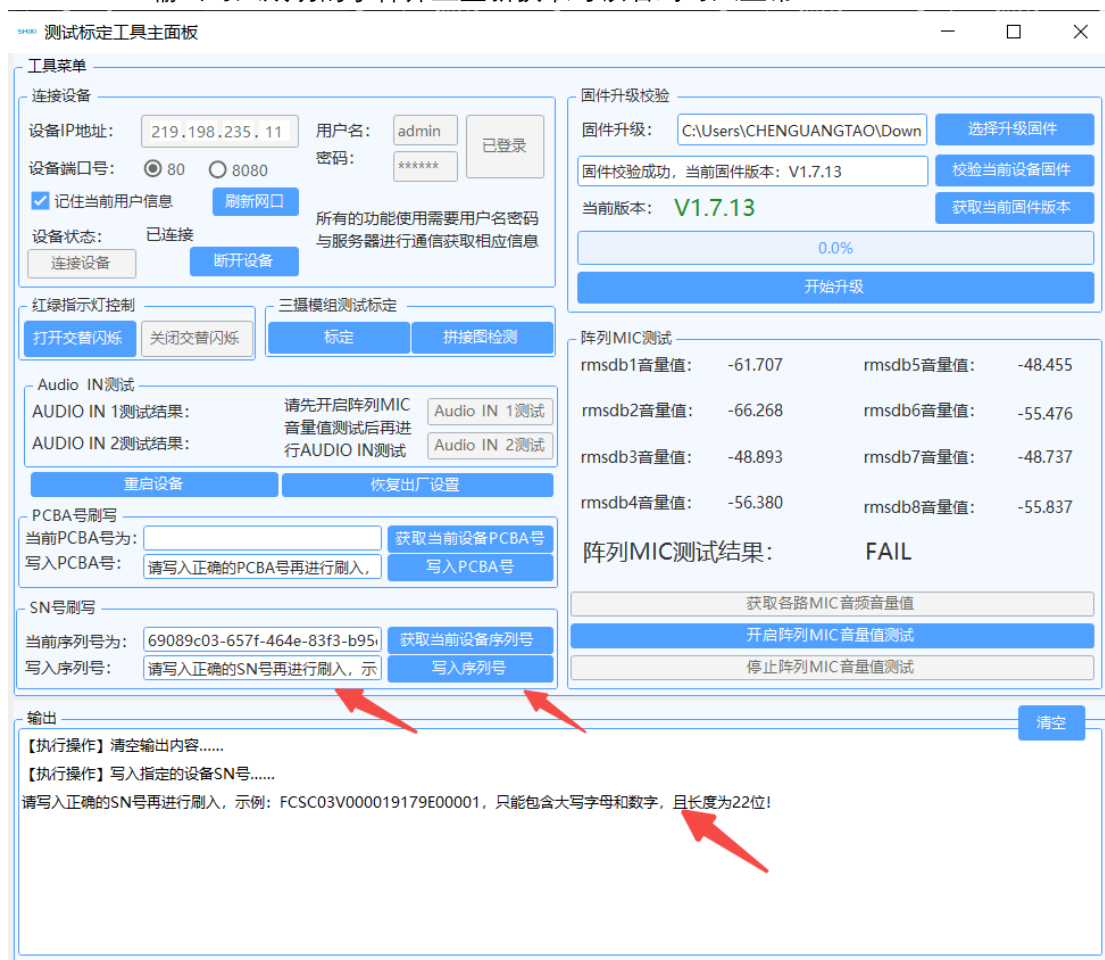 SHIXI 测试标定工具主面板
工具菜单
连接设备
设备IP地址: 219.198.235. 11 用户名: admin 已登录
密码: ******
设备端口号: 80 8080
记住当前用户信息 刷新网口
所有的功能使用需要用户名密码
与服务器进行通信获取相应信息
设备状态: 已连接
连接设备 断开设备
固件升级校验
固件升级: C:\Users\CHENGUANGTAO\Down 选择升级固件
固件校验成功，当前固件版本：V1.7.13 校验当前设备固件
当前版本: V1.7.13 获取当前固件版本
0.0%
开始升级
红绿指示灯控制
打开交替闪烁 关闭交替闪烁
三摄模组测试标定
标定 拼接图检测
Audio IN测试
AUDIO IN 1测试结果:
AUDIO IN 2测试结果:
请先开启阵列MIC
音量值测试后再进
行AUDIO IN测试
Audio IN 1测试
Audio IN 2测试
重启设备 恢复出厂设置
PCBA号刷写
当前PCBA号为: 获取当前设备PCBA号
写入PCBA号: 请写入正确的PCBA号再进行刷入， 写入PCBA号
SN号刷写
当前序列号为: 69089c03-657f-464e-83f3-b95 获取当前设备序列号
写入序列号: 请写入正确的SN号再进行刷入，示 写入序列号
阵列MIC测试
rmsdb1音量值: -61.707 rmsdb5音量值: -48.455
rmsdb2音量值: -66.268 rmsdb6音量值: -55.476
rmsdb3音量值: -48.893 rmsdb7音量值: -48.737
rmsdb4音量值: -56.380 rmsdb8音量值: -55.837
阵列MIC测试结果: FAIL
获取各路MIC音频音量值
开启阵列MIC音量值测试
停止阵列MIC音量值测试
输出
清空
【执行操作】清空输出内容......
【执行操作】写入指定的设备SN号......
请写入正确的SN号再进行刷入，示例：FCSC03V000019179E00001，只能包含大写字母和数字，且长度为22位!